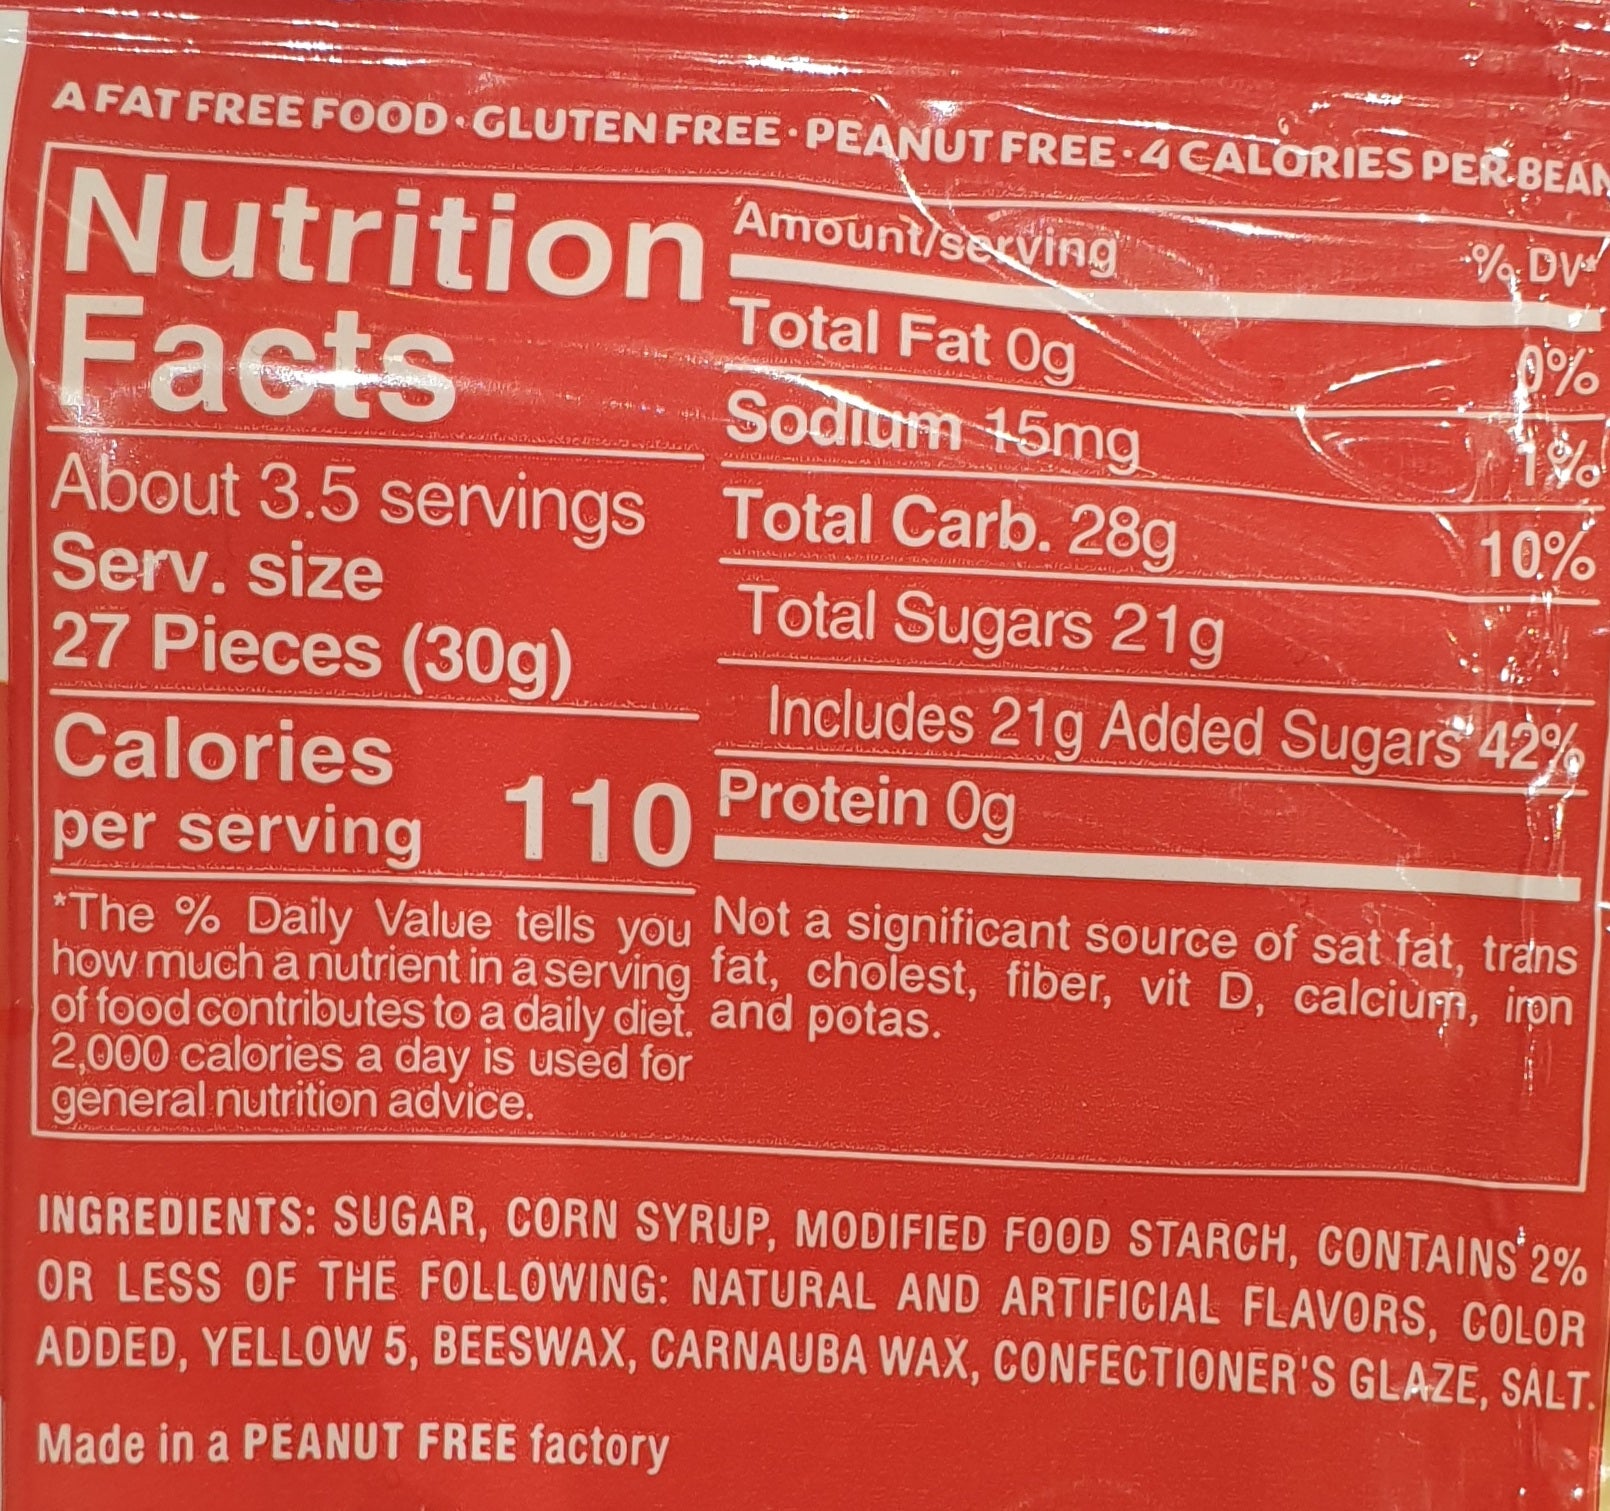 A FAT FREE FOOD · GLUTEN FREE · PEANUT FREE · 4 CALORIES PER BEAN
Nutrition
Facts
About 3.5 servings
Serv. size
27 Pieces (30g)
Calories
per serving 110
*The % Daily Value tells you
how much a nutrient in a serving
of food contributes to a daily diet.
2,000 calories a day is used for
general nutrition advice.
Amount/serving % DV*
Total Fat 0g 0%
Sodium 15mg 1%
Total Carb. 28g 10%
Total Sugars 21g
Includes 21g Added Sugars 42%
Protein 0g
Not a significant source of sat fat, trans
fat, cholest, fiber, vit D, calcium, iron
and potas.
INGREDIENTS: SUGAR, CORN SYRUP, MODIFIED FOOD STARCH, CONTAINS 2%
OR LESS OF THE FOLLOWING: NATURAL AND ARTIFICIAL FLAVORS, COLOR
ADDED, YELLOW 5, BEESWAX, CARNAUBA WAX, CONFECTIONER'S GLAZE, SALT.
Made in a PEANUT FREE factory